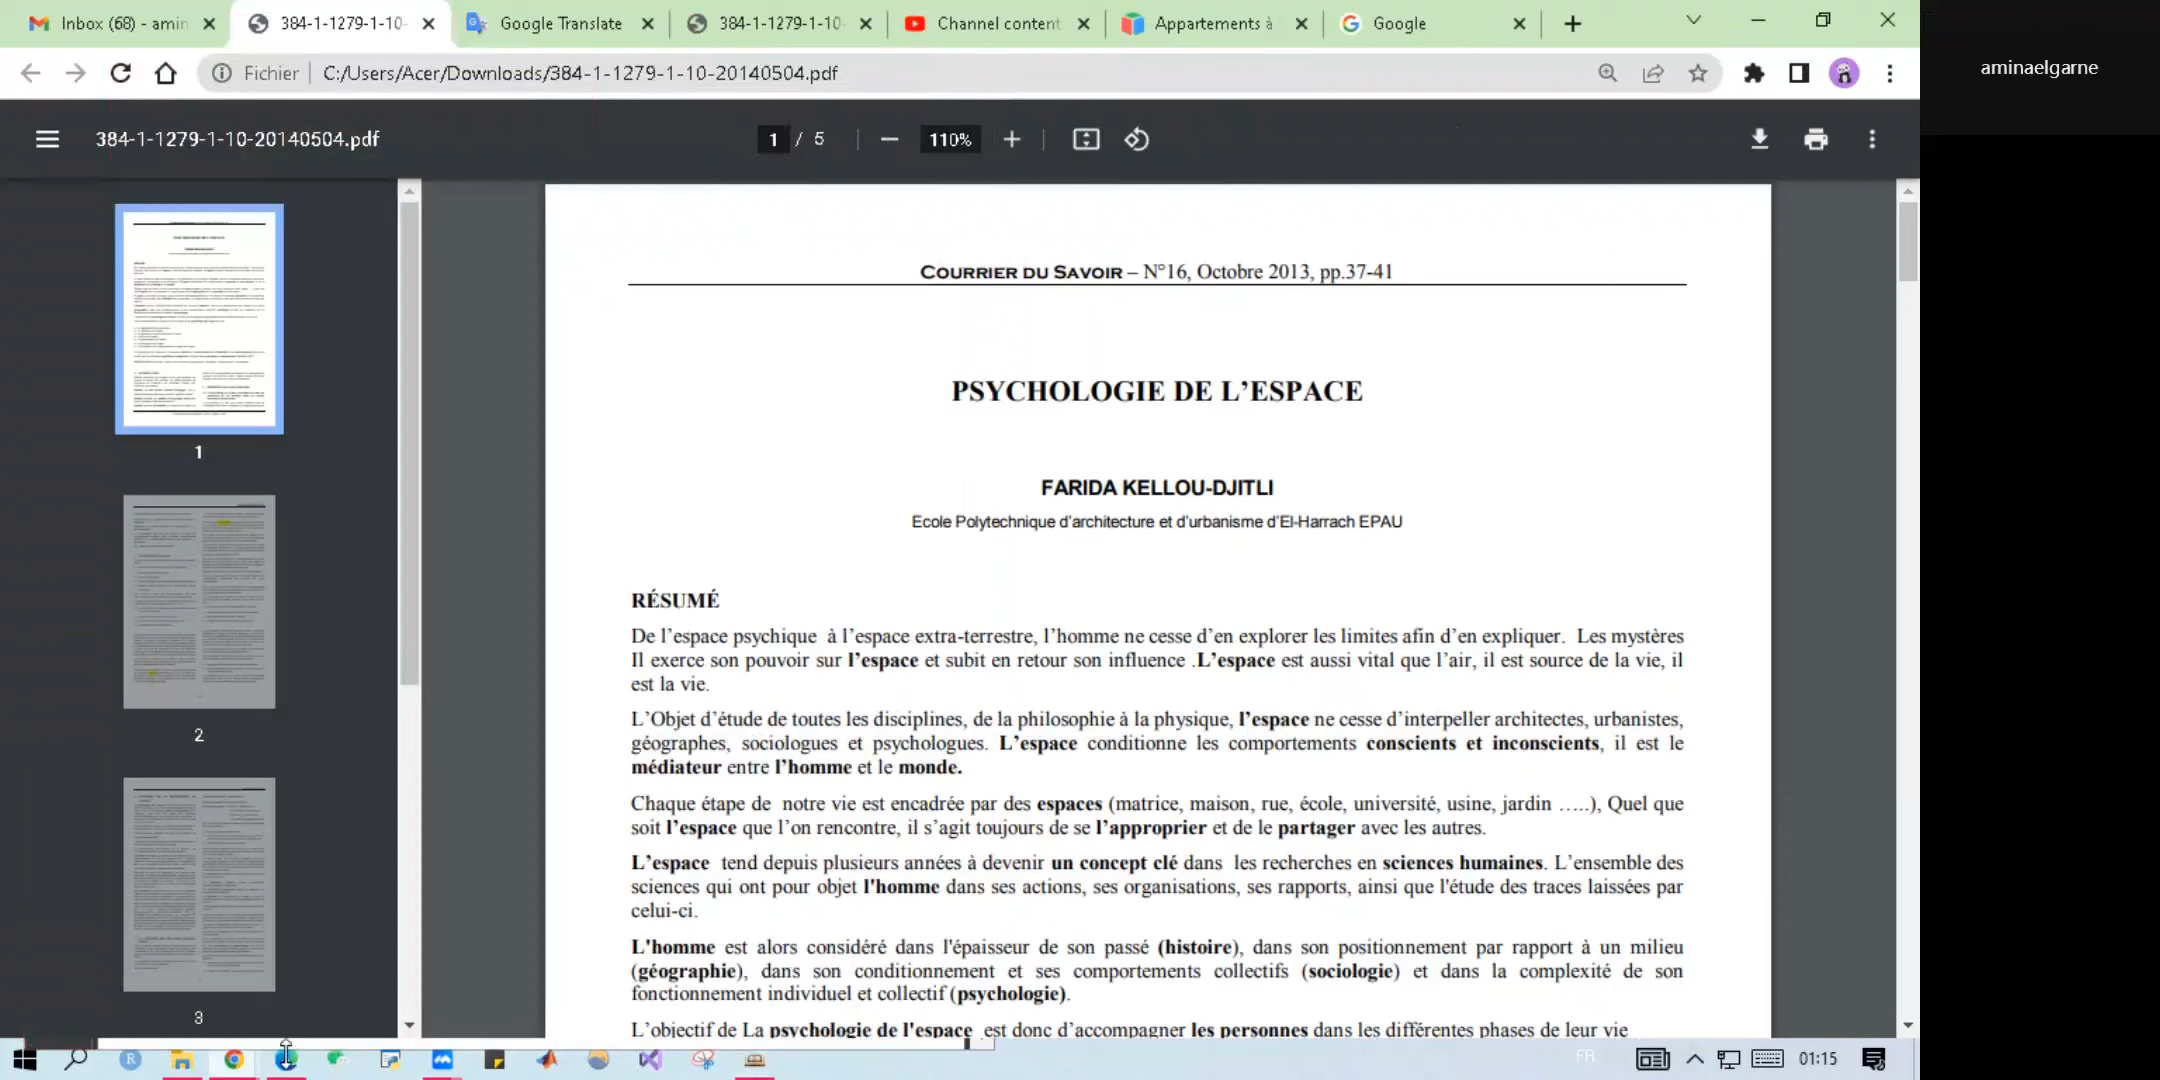 Inbox (68) - amin
384-1-1279-1-10-
Google Translate
384-1-1279-1-10-
Channel content
Appartements à
Google
aminaelgarne
Fichier
C:/Users/Acer/Downloads/384-1-1279-1-10-20140504.pdf
384-1-1279-1-10-20140504.pdf
1 / 5
110%
COURRIER DU SAVOIR – N°16, Octobre 2013, pp.37-41
PSYCHOLOGIE DE L’ESPACE
FARIDA KELLOU-DJITLI
Ecole Polytechnique d’architecture et d’urbanisme d’El-Harrach EPAU
RÉSUMÉ
De l’espace psychique à l’espace extra-terrestre, l’homme ne cesse d’en explorer les limites afin d’en expliquer. Les mystères
Il exerce son pouvoir sur l’espace et subit en retour son influence .L’espace est aussi vital que l’air, il est source de la vie, il
est la vie.
L’Objet d’étude de toutes les disciplines, de la philosophie à la physique, l’espace ne cesse d’interpeller architectes, urbanistes,
géographes, sociologues et psychologues. L’espace conditionne les comportements conscients et inconscients, il est le
médiateur entre l’homme et le monde.
Chaque étape de notre vie est encadrée par des espaces (matrice, maison, rue, école, université, usine, jardin …..), Quel que
soit l’espace que l’on rencontre, il s’agit toujours de se l’approprier et de le partager avec les autres.
L’espace tend depuis plusieurs années à devenir un concept clé dans les recherches en sciences humaines. L’ensemble des
sciences qui ont pour objet l'homme dans ses actions, ses organisations, ses rapports, ainsi que l'étude des traces laissées par
celui-ci.
L'homme est alors considéré dans l'épaisseur de son passé (histoire), dans son positionnement par rapport à un milieu
(géographie), dans son conditionnement et ses comportements collectifs (sociologie) et dans la complexité de son
fonctionnement individuel et collectif (psychologie).
L’objectif de La psychologie de l'espace est donc d’accompagner les personnes dans les différentes phases de leur vie
1
2
3
FR
01:15